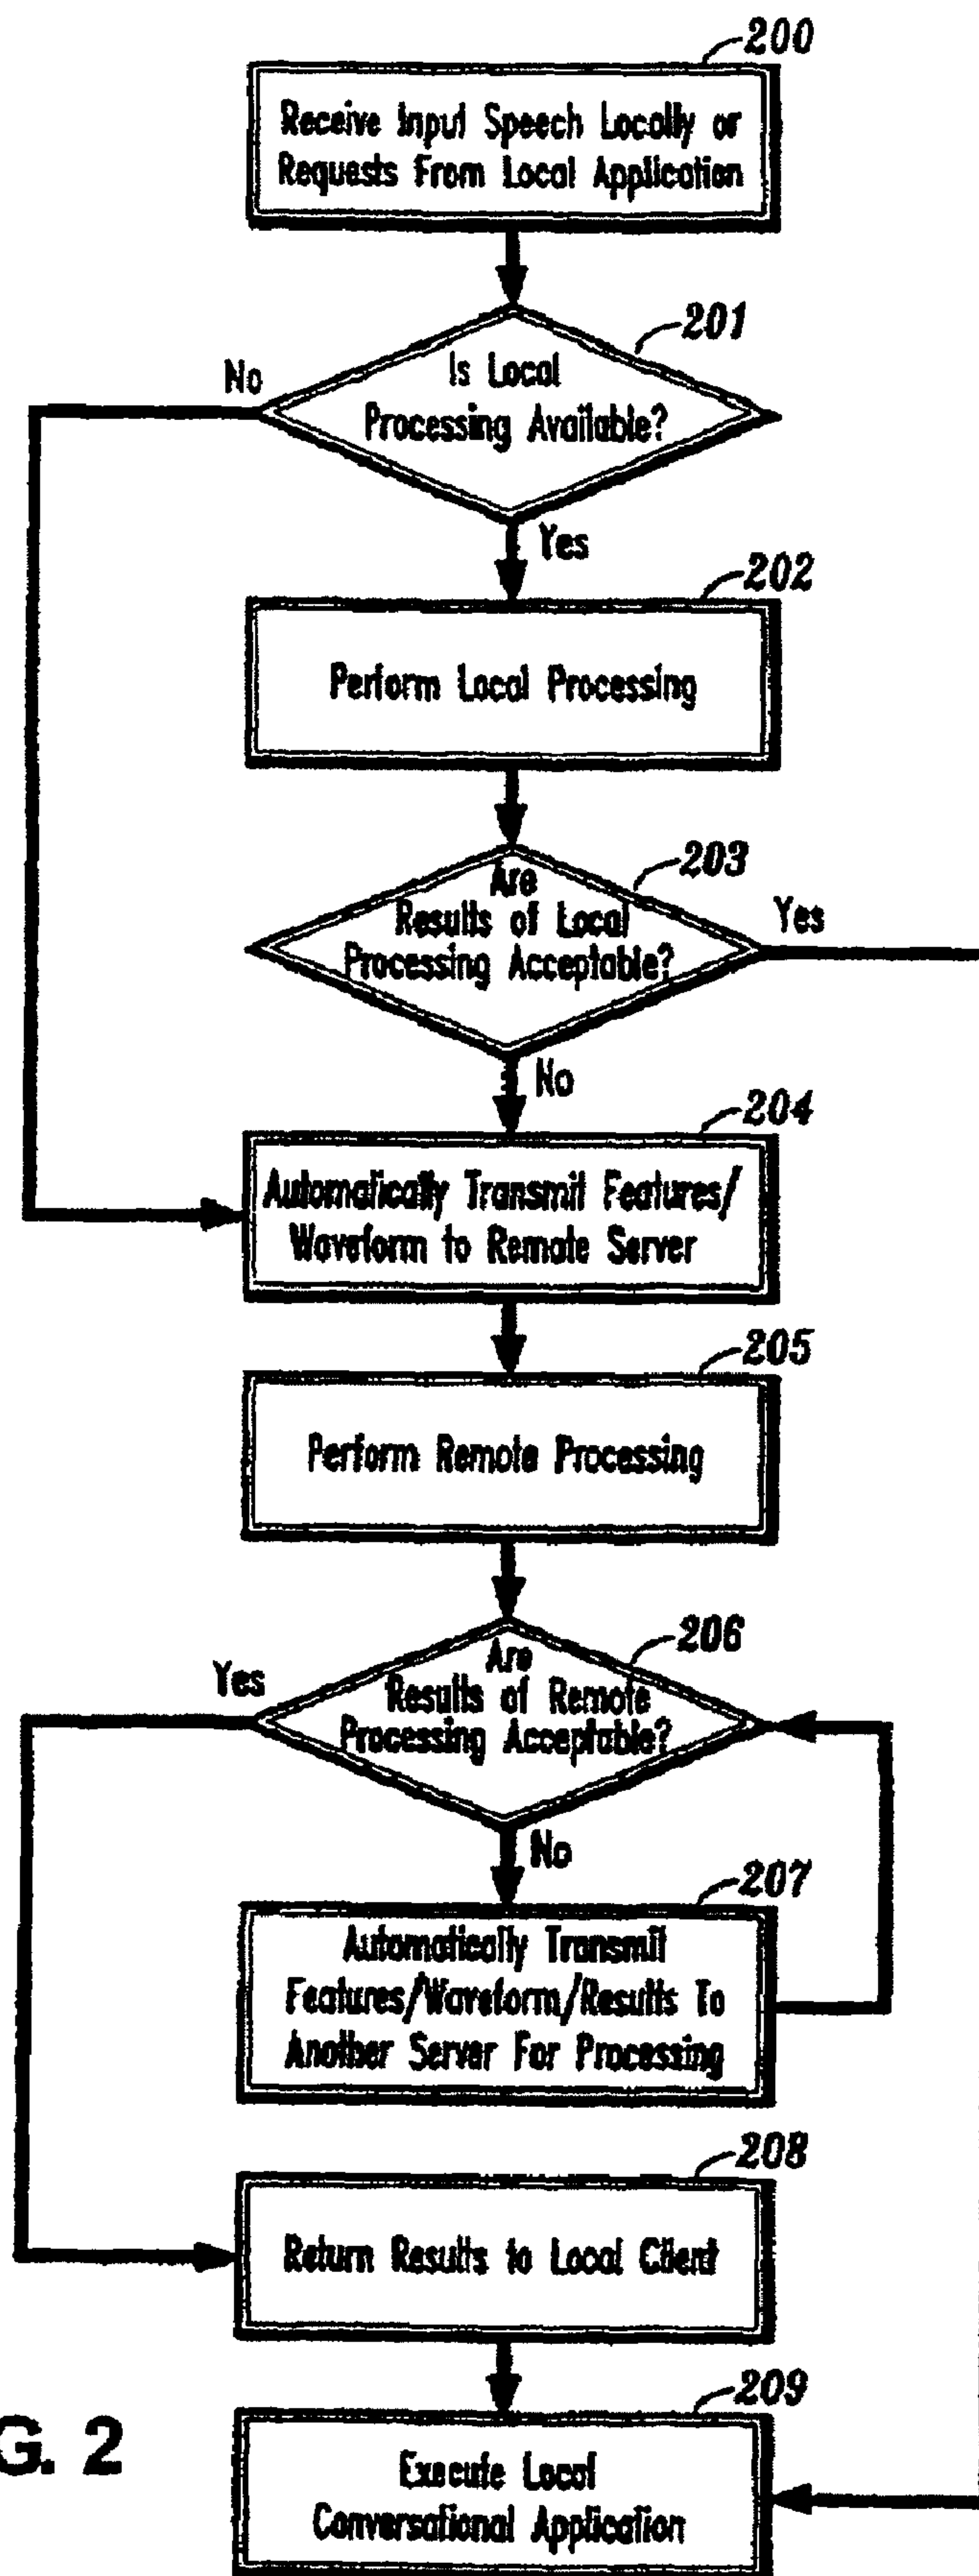 200
Receive Input Speech Locally or
Requests From Local Application
201
No
Is Local
Processing Available?
Yes
202
Perform Local Processing
203
Are
Results of Local
Processing Acceptable?
Yes
No
204
Automatically Transmit Features/
Waveform to Remote Server
205
Perform Remote Processing
206
Yes
Are
Results of Remote
Processing Acceptable?
No
207
Automatically Transmit
Features/Waveform/Results To
Another Server For Processing
208
Return Results to Local Client
209
Execute Local
Conversational Application
G. 2